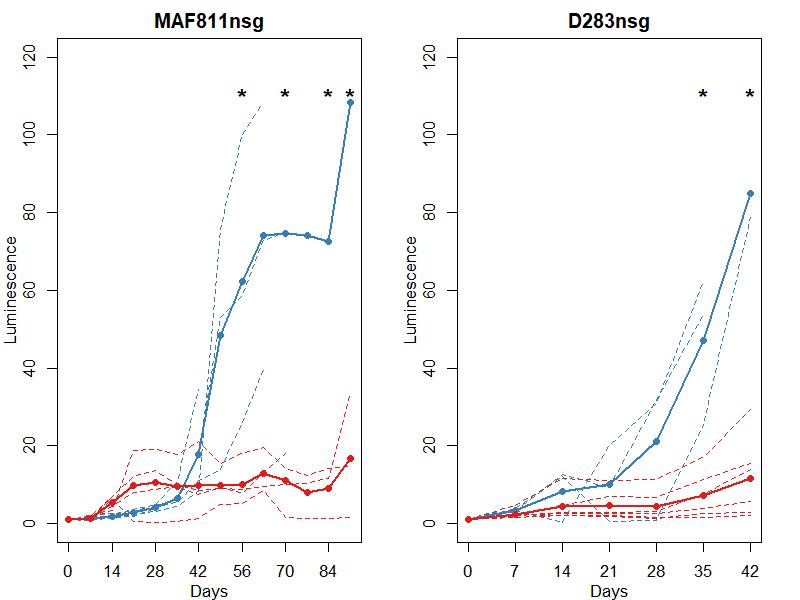 MAF811nsg
120
100
80
60
40
20
0
Luminescence
* * * *
0 14 28 42 56 70 84
Days
D283nsg
120
100
80
60
40
20
0
Luminescence
* *
0 7 14 21 28 35 42
Days